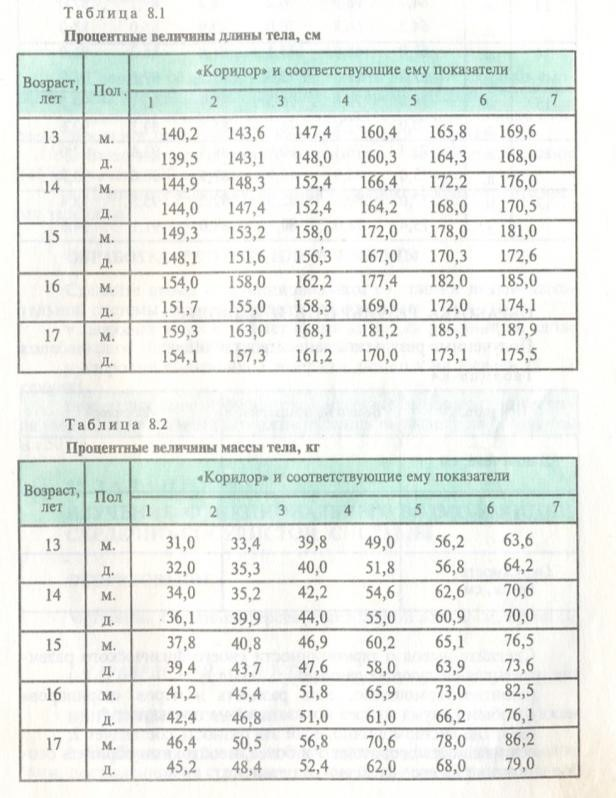 Таблица 8.1
Процентные величины длины тела, см
Возраст, лет Пол «Коридор» и соответствующие ему показатели
1 2 3 4 5 6 7
13 м. 140,2 143,6 147,4 160,4 165,8 169,6
д. 139,5 143,1 148,0 160,3 164,3 168,0
14 м. 144,9 148,3 152,4 166,4 172,2 176,0
д. 144,0 147,4 152,4 164,2 168,0 170,5
15 м. 149,3 153,2 158,0 172,0 178,0 181,0
д. 148,1 151,6 156,3 167,0 170,3 172,6
16 м. 154,0 158,0 162,2 177,4 182,0 185,0
д. 151,7 155,0 158,3 169,0 172,0 174,1
17 м. 159,3 163,0 168,1 181,2 185,1 187,9
д. 154,1 157,3 161,2 170,0 173,1 175,5
Таблица 8.2
Процентные величины массы тела, кг
Возраст, лет Пол «Коридор» и соответствующие ему показатели
1 2 3 4 5 6 7
13 м. 31,0 33,4 39,3 49,0 56,2 63,6
д. 32,0 35,3 40,0 51,8 56,8 64,2
14 м. 34,0 35,2 42,2 54,6 62,6 70,6
д. 36,1 39,9 44,0 55,0 60,9 70,0
15 м. 37,8 40,8 46,9 60,2 65,1 76,5
д. 39,4 43,7 47,6 58,0 63,9 73,6
16 м. 41,2 45,4 51,8 65,9 73,0 82,5
д. 42,4 46,8 51,0 61,0 66,2 76,1
17 м. 46,4 50,5 56,8 70,6 78,0 86,2
д. 45,2 48,4 52,4 62,0 68,0 79,0